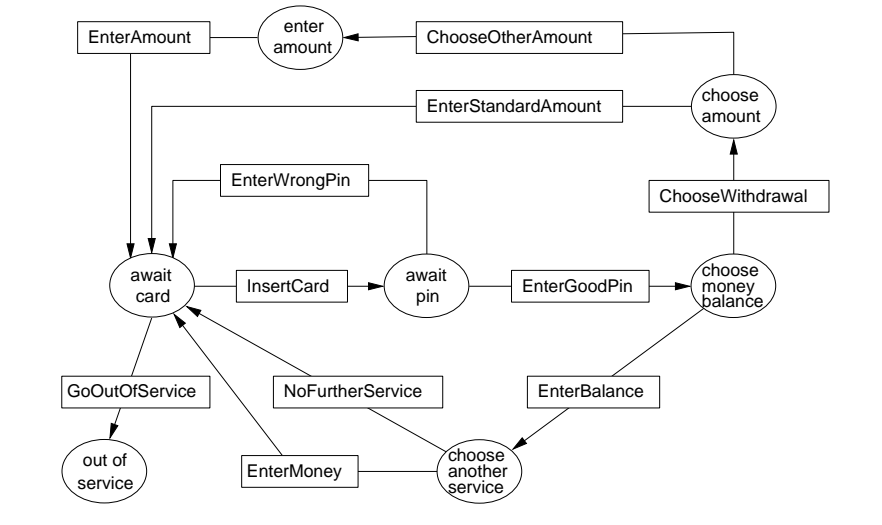 EnterAmount
enter
amount
ChooseOtherAmount
EnterStandardAmount
choose
amount
EnterWrongPin
ChooseWithdrawal
await
card
InsertCard
await
pin
EnterGoodPin
choose
money
balance
GoOutOfService
NoFurtherService
EnterBalance
out of
service
EnterMoney
choose
another
service